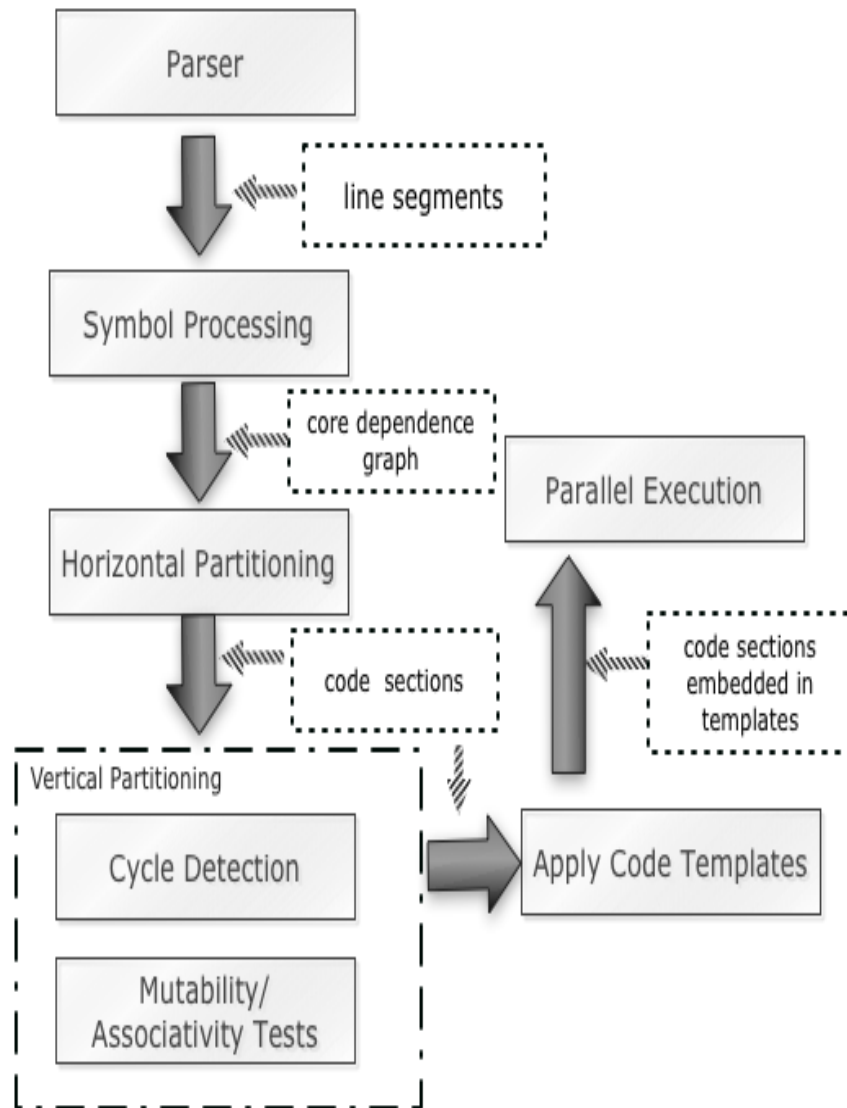 Parser
line segments
Symbol Processing
core dependence
graph
Parallel Execution
Horizontal Partitioning
code sections
code sections
embedded in
templates
Vertical Partitioning
Cycle Detection
Apply Code Templates
Mutability/
Associativity Tests